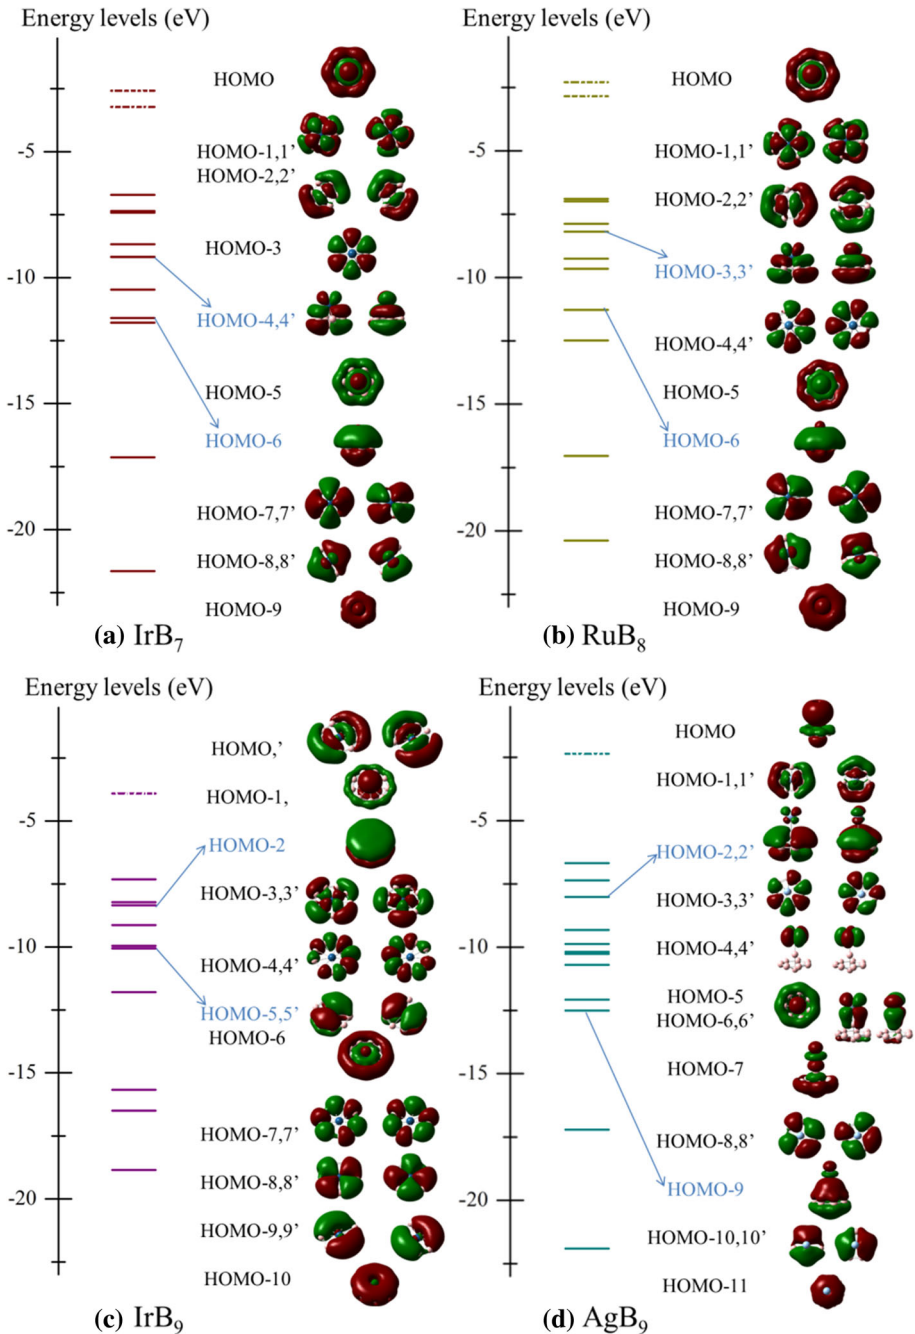 Energy levels (eV)
-5
-10
-15
-20
HOMO
HOMO-1,1’
HOMO-2,2’
HOMO-3
HOMO-4,4’
HOMO-5
HOMO-6
HOMO-7,7’
HOMO-8,8’
HOMO-9
(a) IrB₇
Energy levels (eV)
-5
-10
-15
-20
HOMO
HOMO-1,1’
HOMO-2,2’
HOMO-3,3’
HOMO-4,4’
HOMO-5
HOMO-6
HOMO-7,7’
HOMO-8,8’
HOMO-9
(b) RuB₈
Energy levels (eV)
-5
-10
-15
-20
HOMO,’
HOMO-1,
HOMO-2
HOMO-3,3’
HOMO-4,4’
HOMO-5,5’
HOMO-6
HOMO-7,7’
HOMO-8,8’
HOMO-9,9’
HOMO-10
(c) IrB₉
Energy levels (eV)
-5
-10
-15
-20
HOMO
HOMO-1,1’
HOMO-2,2’
HOMO-3,3’
HOMO-4,4’
HOMO-5
HOMO-6,6’
HOMO-7
HOMO-8,8’
HOMO-9
HOMO-10,10’
HOMO-11
(d) AgB₉